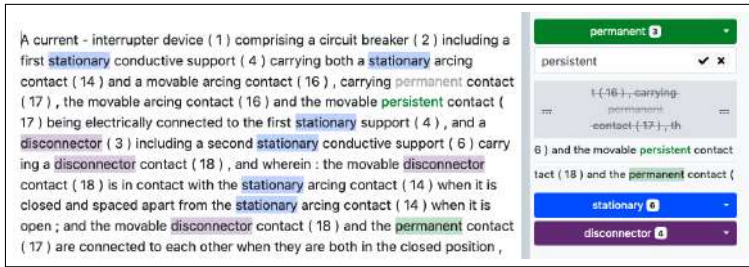 A current - interrupter device ( 1 ) comprising a circuit breaker ( 2 ) including a
first stationary conductive support ( 4 ) carrying both a stationary arcing
contact ( 14 ) and a movable arcing contact ( 16 ) , carrying permanent contact
( 17 ) , the movable arcing contact ( 16 ) and the movable persistent contact (
17 ) being electrically connected to the first stationary support ( 4 ) , and a
disconnector ( 3 ) including a second stationary conductive support ( 6 ) carry
ing a disconnector contact ( 18 ) , and wherein : the movable disconnector
contact ( 18 ) is in contact with the stationary arcing contact ( 14 ) when it is
closed and spaced apart from the stationary arcing contact ( 14 ) when it is
open ; and the movable disconnector contact ( 18 ) and the permanent contact
( 17 ) are connected to each other when they are both in the closed position ,
permanent 3
persistent
t ( 16 ) , carrying
permanent
contact ( 17 ) , th
6 ) and the movable persistent contact
tact ( 18 ) and the permanent contact (
stationary 6
disconnector 4